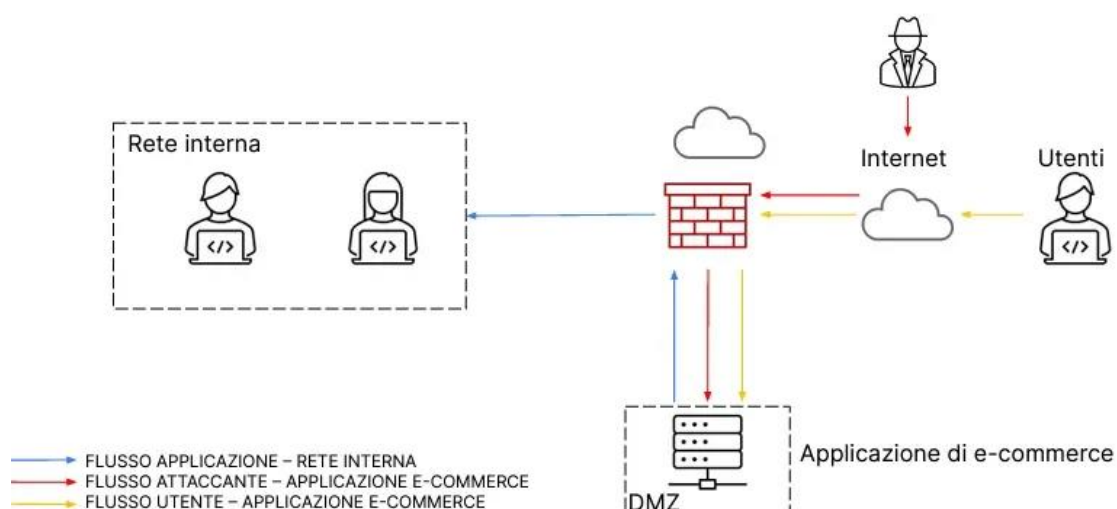 Rete interna
Internet
Utenti
</>
</>
</>
Applicazione di e-commerce
DMZ
FLUSSO APPLICAZIONE – RETE INTERNA
FLUSSO ATTACCANTE – APPLICAZIONE E-COMMERCE
FLUSSO UTENTE – APPLICAZIONE E-COMMERCE